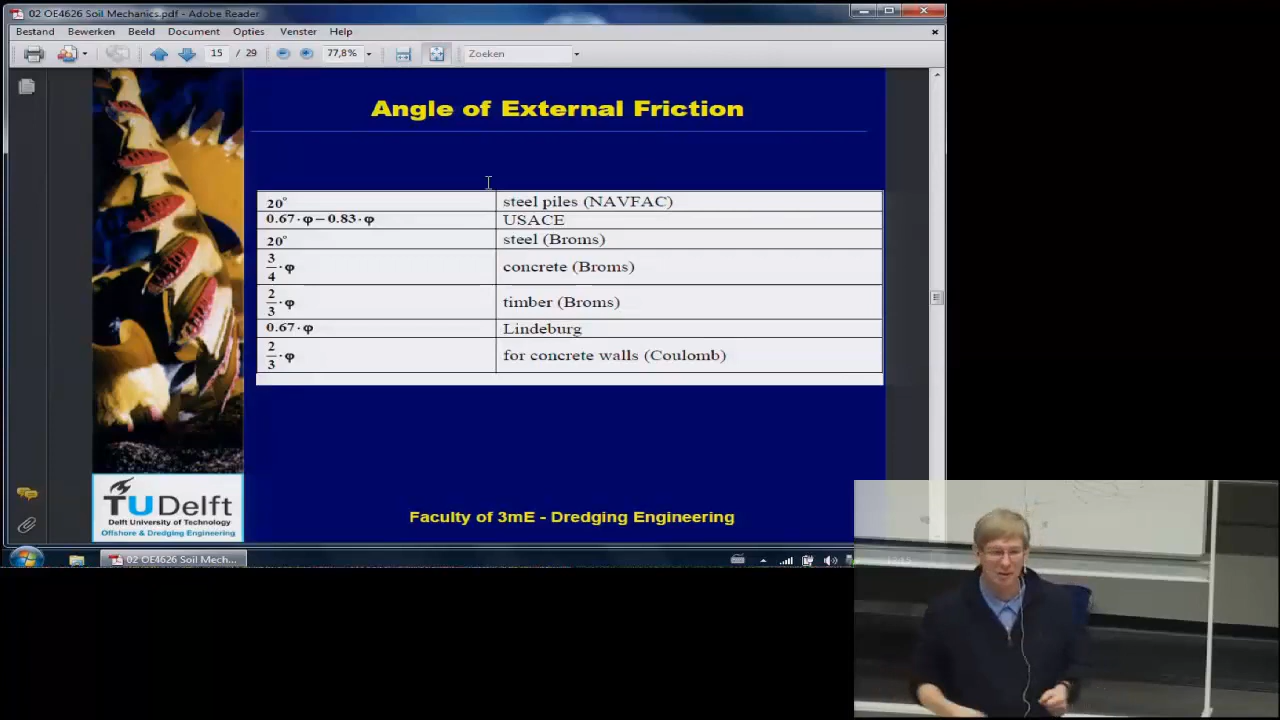 02 OE4626 Soil Mechanics.pdf - Adobe Reader
Bestand Bewerken Beeld Document Opties Venster Help
15 / 29 77,8% Zoeken
Angle of External Friction
20° steel piles (NAVFAC)
0.67·φ−0.83·φ USACE
20° steel (Broms)
3/4·φ concrete (Broms)
2/3·φ timber (Broms)
0.67·φ Lindeburg
2/3·φ for concrete walls (Coulomb)
TU Delft
Delft University of Technology
Offshore & Dredging Engineering
Faculty of 3mE - Dredging Engineering
02 OE4626 Soil Mech...